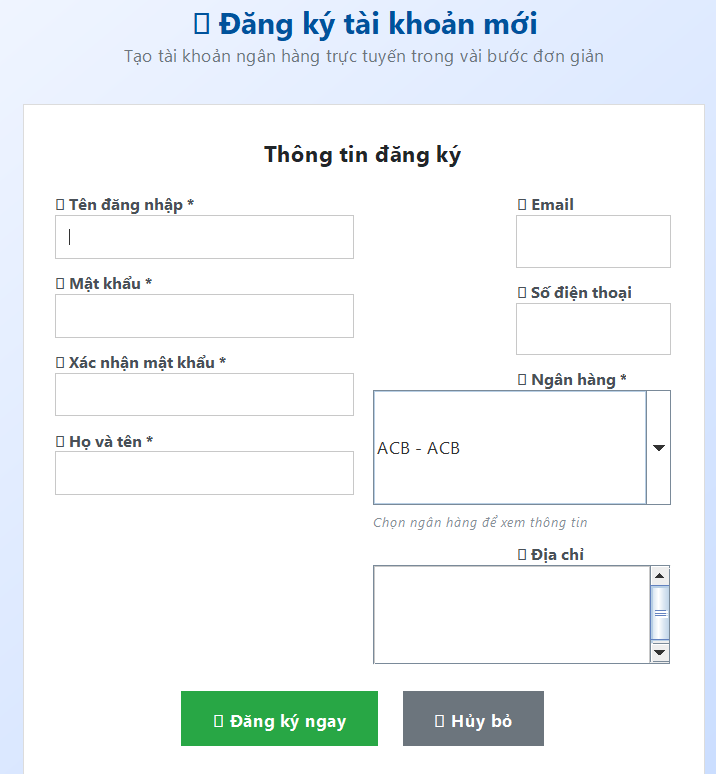 Đăng ký tài khoản mới
Tạo tài khoản ngân hàng trực tuyến trong vài bước đơn giản
Thông tin đăng ký
Tên đăng nhập *
Mật khẩu *
Xác nhận mật khẩu *
Họ và tên *
Email
Số điện thoại
Ngân hàng *
ACB - ACB
Chọn ngân hàng để xem thông tin
Địa chỉ
Đăng ký ngay
Hủy bỏ